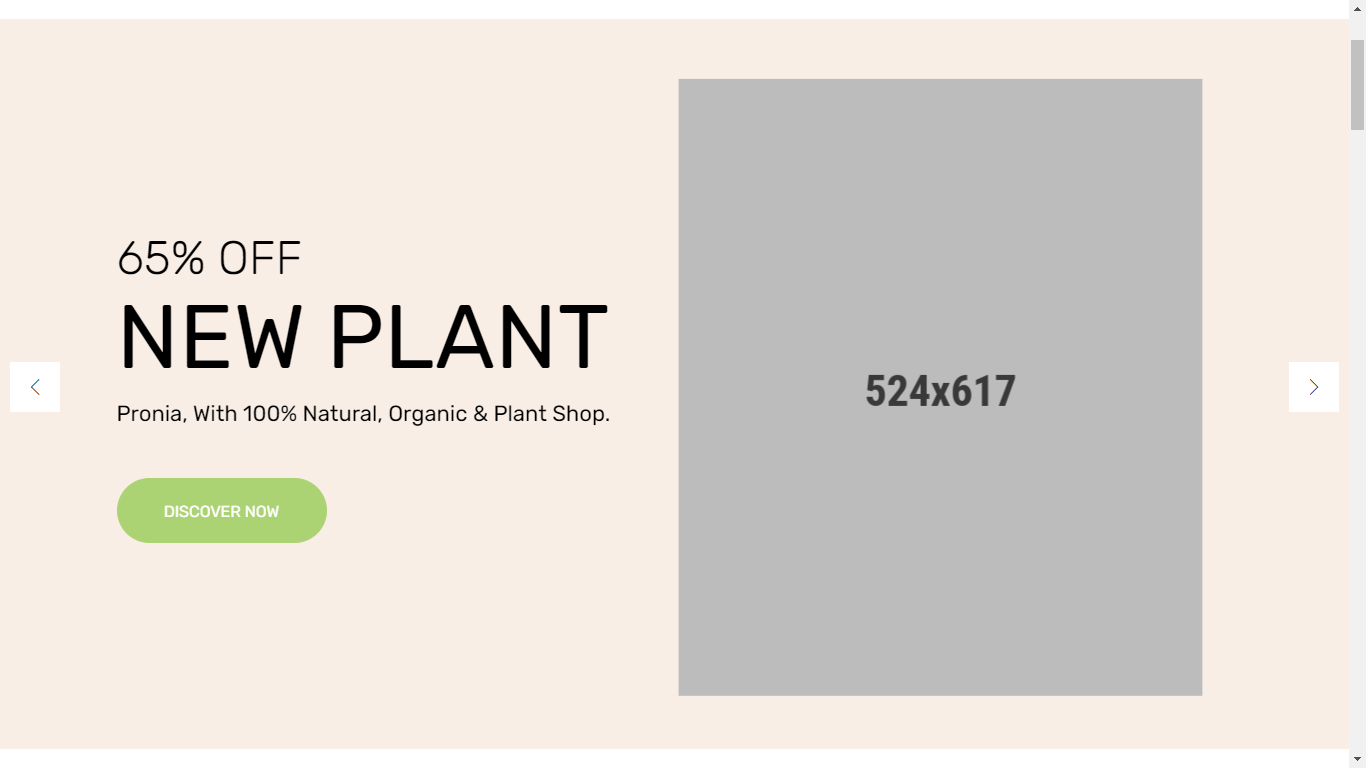 65% OFF
NEW PLANT
Pronia, With 100% Natural, Organic & Plant Shop.
DISCOVER NOW
524x617